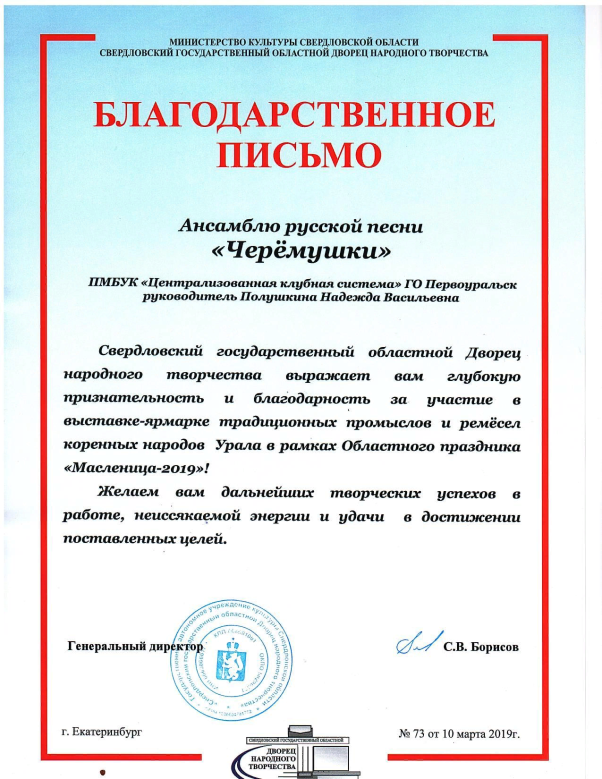 МИНИСТЕРСТВО КУЛЬТУРЫ СВЕРДЛОВСКОЙ ОБЛАСТИ
СВЕРДЛОВСКИЙ ГОСУДАРСТВЕННЫЙ ОБЛАСТНОЙ ДВОРЕЦ НАРОДНОГО ТВОРЧЕСТВА
БЛАГОДАРСТВЕННОЕ
ПИСЬМО
Ансамблю русской песни
«Черёмушки»
ПМБУК «Централизованная клубная система» ГО Первоуральск
руководитель Полушкина Надежда Васильевна
Свердловский государственный областной Дворец
народного творчества выражает вам глубокую
признательность и благодарность за участие в
выставке-ярмарке традиционных промыслов и ремёсел
коренных народов Урала в рамках Областного праздника
«Масленица-2019»!
Желаем вам дальнейших творческих успехов в
работе, неиссякаемой энергии и удачи в достижении
поставленных целей.
Генеральный директор
С.В. Борисов
г. Екатеринбург
№ 73 от 10 марта 2019г.
СВЕРДЛОВСКИЙ ГОСУДАРСТВЕННЫЙ ОБЛАСТНОЙ
ДВОРЕЦ
НАРОДНОГО
ТВОРЧЕСТВА